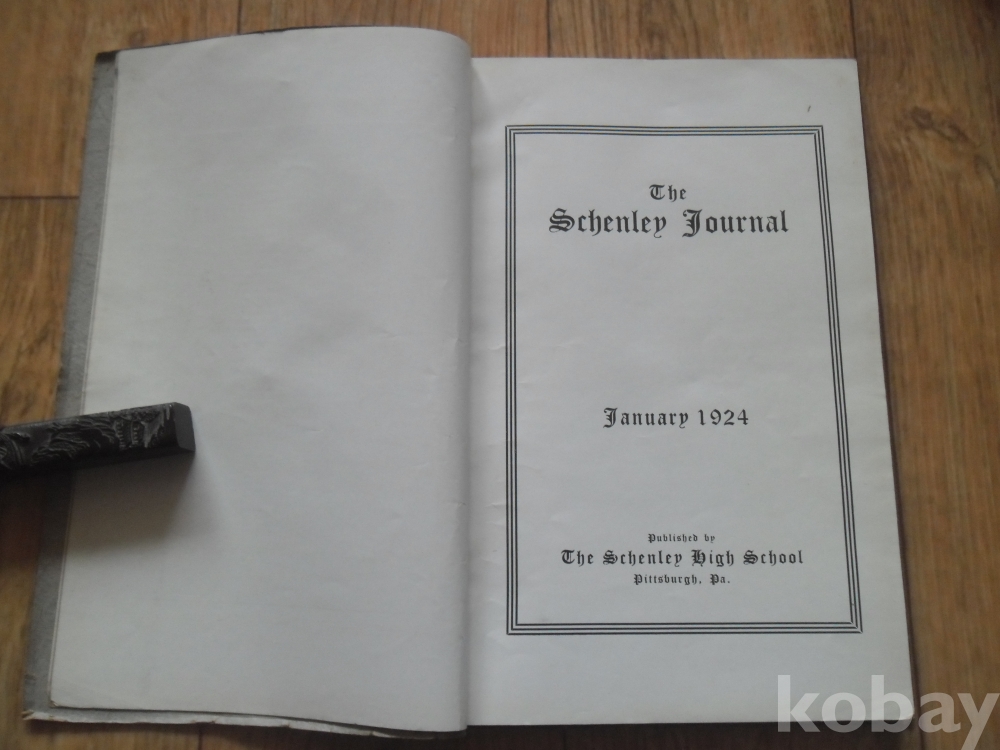 The
Schenley Journal
January 1924
Published by
The Schenley High School
Pittsburgh, Pa.
kobay